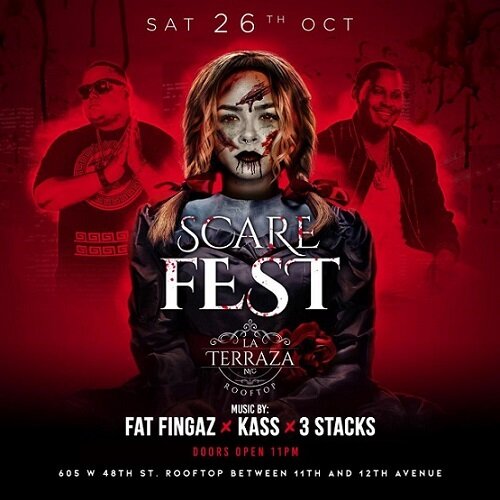 SAT 26TH OCT
SCARE
FEST
LA
TERRAZA
NYC
ROOFTOP
MUSIC BY:
FAT FINGAZ x KASS x 3 STACKS
DOORS OPEN 11PM
605 W 48TH ST. ROOFTOP BETWEEN 11TH AND 12TH AVENUE